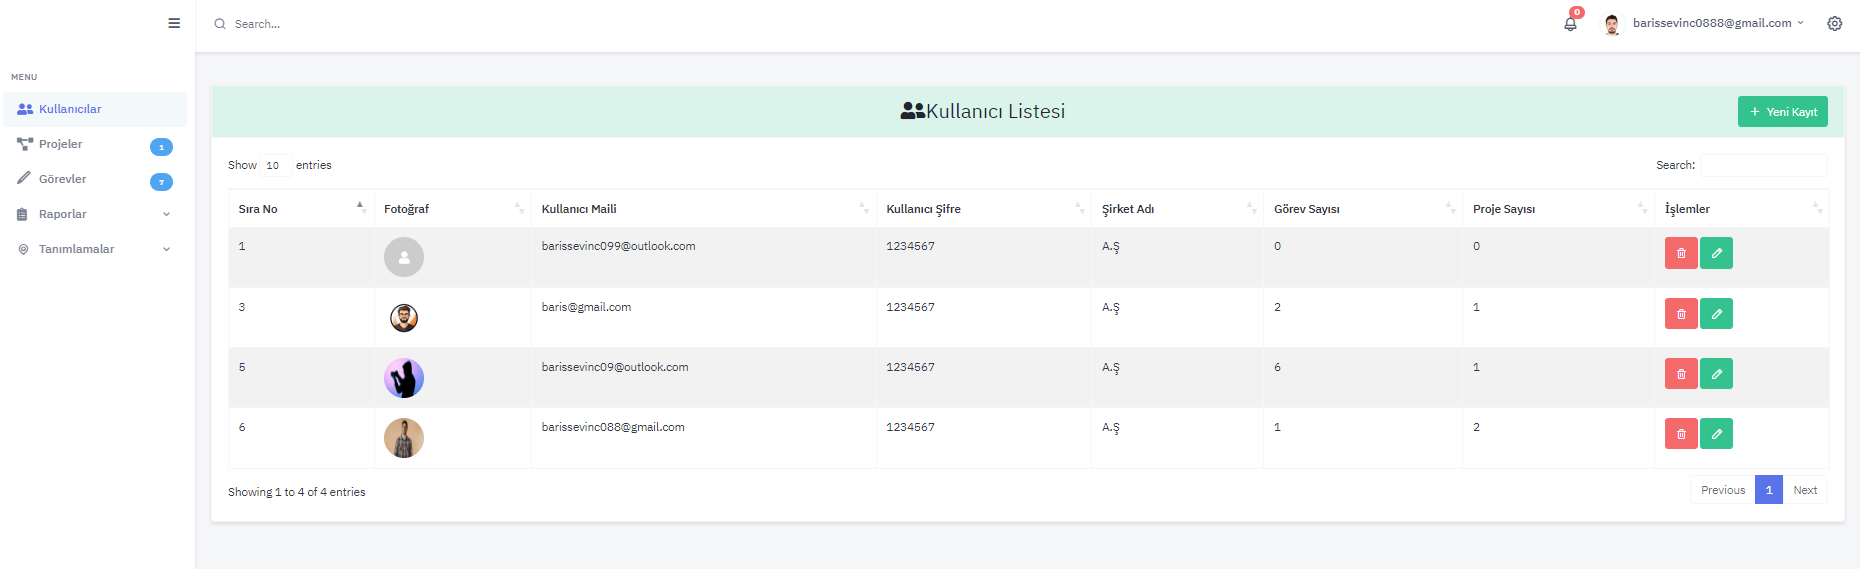 Search...
0
barissevinc0888@gmail.com
MENU
Kullanıcılar
Projeler 1
Görevler 7
Raporlar
Tanımlamalar
Kullanıcı Listesi
+ Yeni Kayıt
Show 10 entries
Search:
Sıra No Fotoğraf Kullanıcı Maili Kullanıcı Şifre Şirket Adı Görev Sayısı Proje Sayısı İşlemler
1 barissevinc099@outlook.com 1234567 A.Ş 0 0
3 baris@gmail.com 1234567 A.Ş 2 1
5 barissevinc09@outlook.com 1234567 A.Ş 6 1
6 barissevinc088@gmail.com 1234567 A.Ş 1 2
Showing 1 to 4 of 4 entries
Previous 1 Next